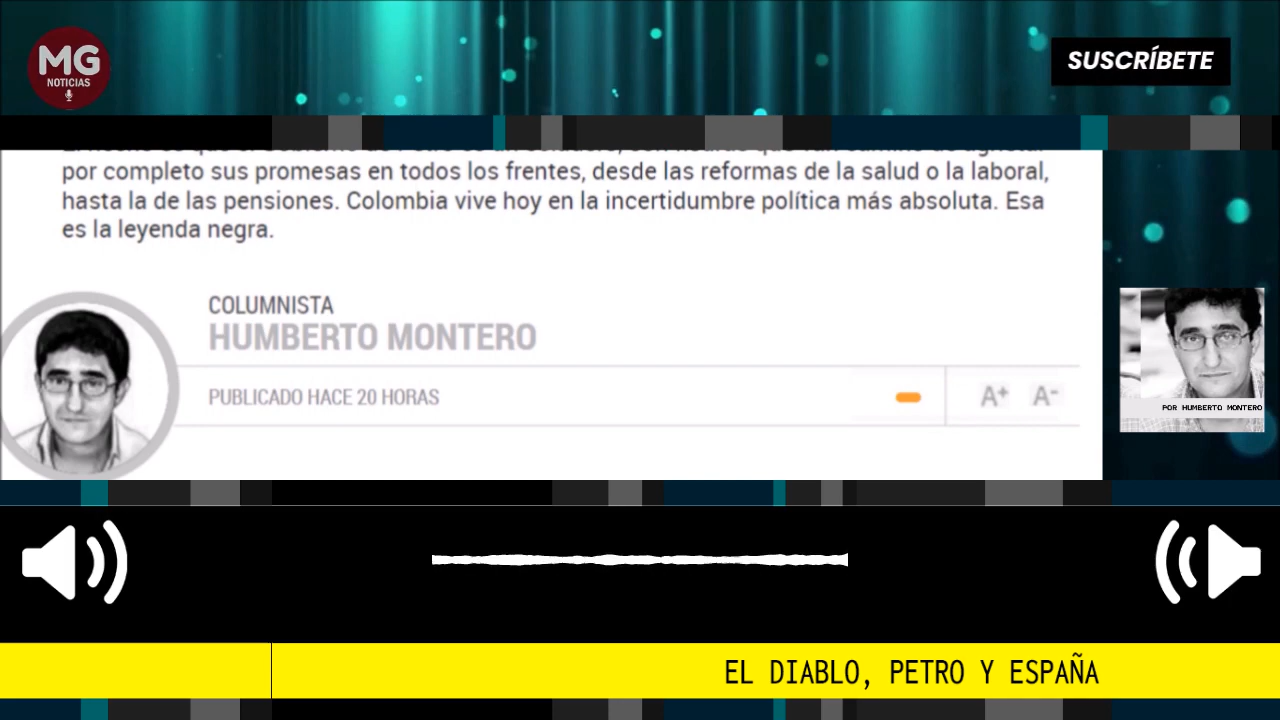 MG
NOTICIAS
SUSCRÍBETE
por completo sus promesas en todos los frentes, desde las reformas de la salud o la laboral,
hasta la de las pensiones. Colombia vive hoy en la incertidumbre política más absoluta. Esa
es la leyenda negra.
COLUMNISTA
HUMBERTO MONTERO
PUBLICADO HACE 20 HORAS
A+ A-
POR HUMBERTO MONTERO
EL DIABLO, PETRO Y ESPAÑA